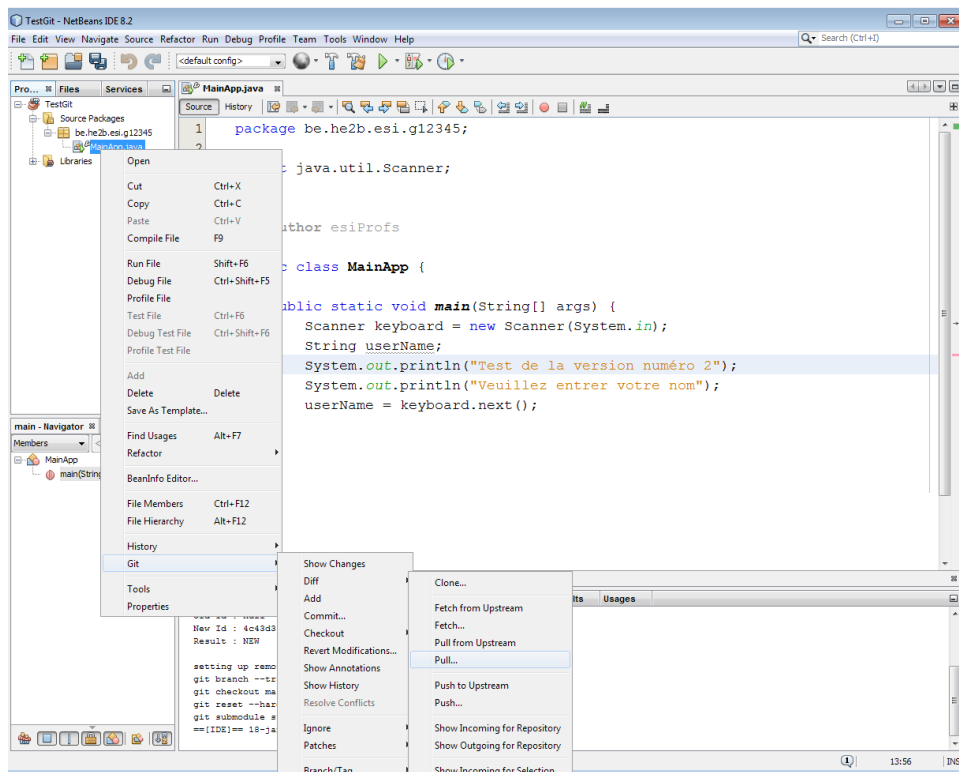 TestGit - NetBeans IDE 8.2
File Edit View Navigate Source Refactor Run Debug Profile Team Tools Window Help
Search (Ctrl+I)
<default config>
Pro... Files Services
MainApp.java
TestGit
Source Packages
be.he2b.esi.g12345
MainApp.java
Libraries
Source History
1 package be.he2b.esi.g12345;
2
java.util.Scanner;
esiProfs
class MainApp {
static void main(String[] args) {
Scanner keyboard = new Scanner(System.in);
String userName;
System.out.println("Test de la version numéro 2");
System.out.println("Veuillez entrer votre nom");
userName = keyboard.next();
Open
Cut Ctrl+X
Copy Ctrl+C
Paste Ctrl+V
Compile File F9
Run File Shift+F6
Debug File Ctrl+Shift+F5
Profile File
Test File Ctrl+F6
Debug Test File Ctrl+Shift+F6
Profile Test File
Add
Delete Delete
Save As Template...
Find Usages Alt+F7
Refactor
BeanInfo Editor...
File Members Ctrl+F12
File Hierarchy Alt+F12
History
Git
Tools
Properties
main - Navigator
Members
MainApp
main(String
Show Changes
Diff
Add
Commit...
Checkout
Revert Modifications...
Show Annotations
Show History
Resolve Conflicts
Ignore
Patches
Branch/Tag
Clone...
Fetch from Upstream
Fetch...
Pull from Upstream
Pull...
Push to Upstream
Push...
Show Incoming for Repository
Show Outgoing for Repository
Show Incoming for Selection
lts Usages
New Id : 4c43d3
Result : NEW
setting up remo
git branch --tr
git checkout ma
git reset --har
git submodule s
==[IDE]== 18-ja
1 13:56 INS